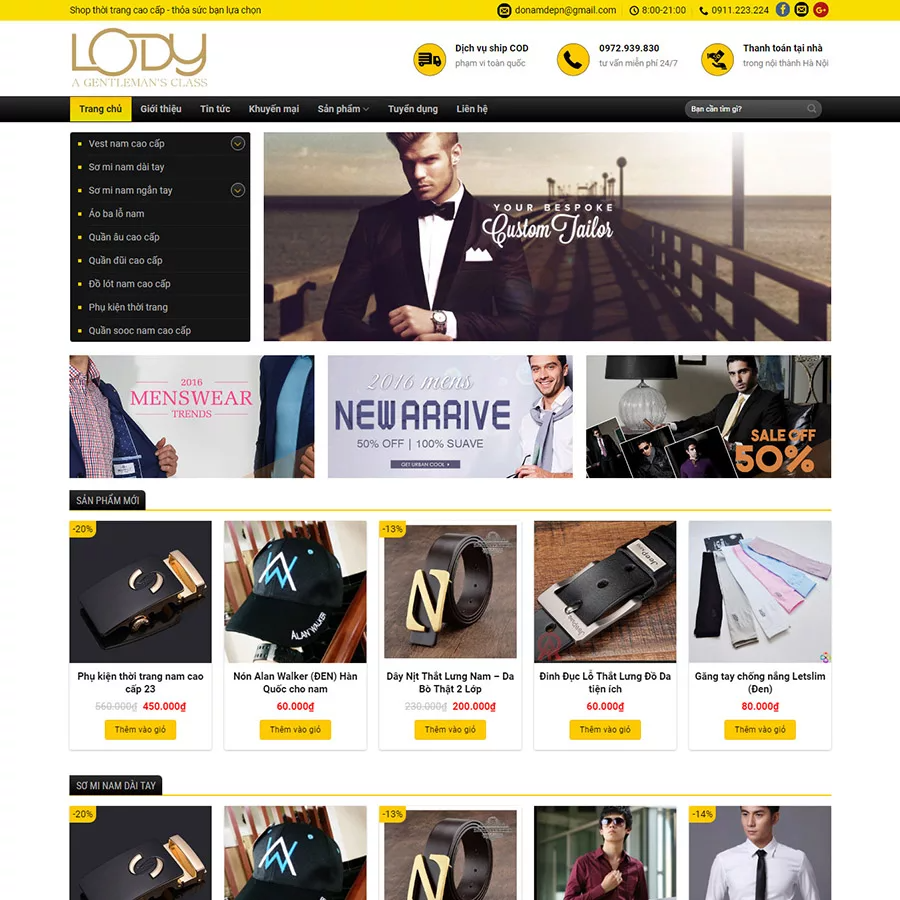 Shop thời trang cao cấp - thỏa sức bạn lựa chọn
donamdepn@gmail.com
8:00-21:00
0911.223.224
LODY
A GENTLEMAN'S CLASS
Dịch vụ ship COD
phạm vi toàn quốc
0972.939.830
tư vấn miễn phí 24/7
Thanh toán tại nhà
trong nội thành Hà Nội
Trang chủ
Giới thiệu
Tin tức
Khuyến mại
Sản phẩm
Tuyển dụng
Liên hệ
Bạn cần tìm gì?
Vest nam cao cấp
Sơ mi nam dài tay
Sơ mi nam ngắn tay
Áo ba lỗ nam
Quần âu cao cấp
Quần đũi cao cấp
Đồ lót nam cao cấp
Phụ kiện thời trang
Quần sooc nam cao cấp
YOUR BESPOKE
Custom Tailor
2016
MENSWEAR
TRENDS
2016 mens
NEW ARRIVE
50% OFF | 100% SUAVE
GET URBAN COOL
SALE OFF
50%
SẢN PHẨM MỚI
-20%
-13%
ALAN WALKER
Jeep
Phụ kiện thời trang nam cao
cấp 23
560.000₫ 450.000₫
Thêm vào giỏ
Nón Alan Walker (ĐEN) Hàn
Quốc cho nam
60.000₫
Thêm vào giỏ
Dây Nịt Thắt Lưng Nam – Da
Bò Thật 2 Lớp
230.000₫ 200.000₫
Thêm vào giỏ
Đinh Đục Lỗ Thắt Lưng Đồ Da
tiện ích
60.000₫
Thêm vào giỏ
Găng tay chống nắng Letslim
(Đen)
80.000₫
Thêm vào giỏ
SƠ MI NAM DÀI TAY
-20%
-13%
-14%